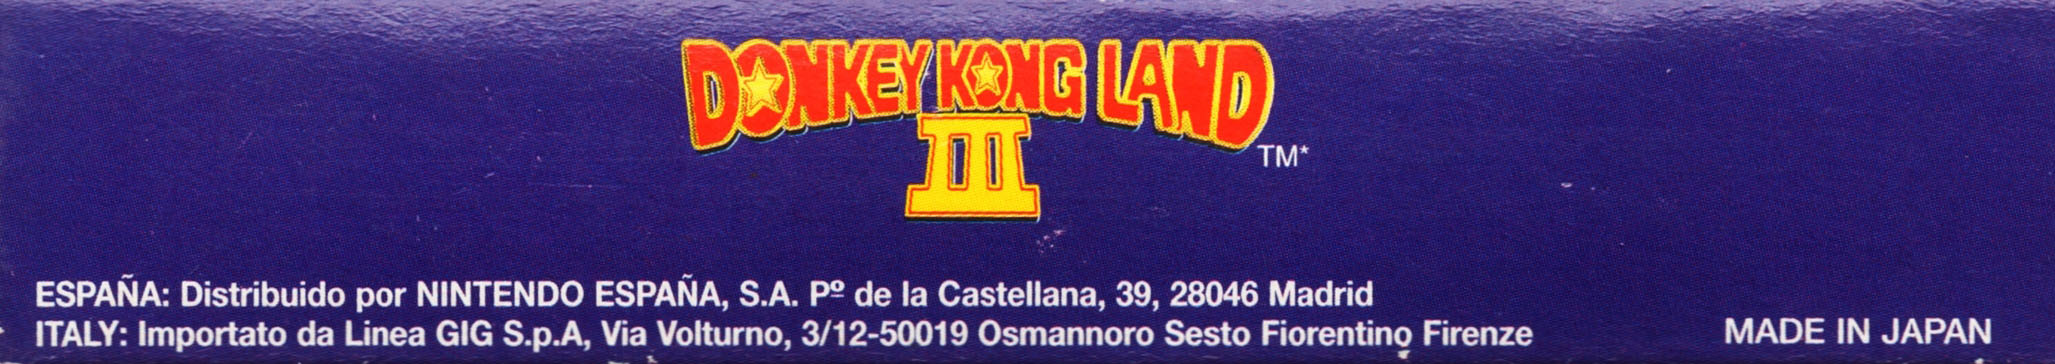 DONKEY KONG LAND
III
TM*
ESPAÑA: Distribuido por NINTENDO ESPAÑA, S.A. Pº de la Castellana, 39, 28046 Madrid
ITALY: Importato da Linea GIG S.p.A, Via Volturno, 3/12-50019 Osmannoro Sesto Fiorentino Firenze
MADE IN JAPAN